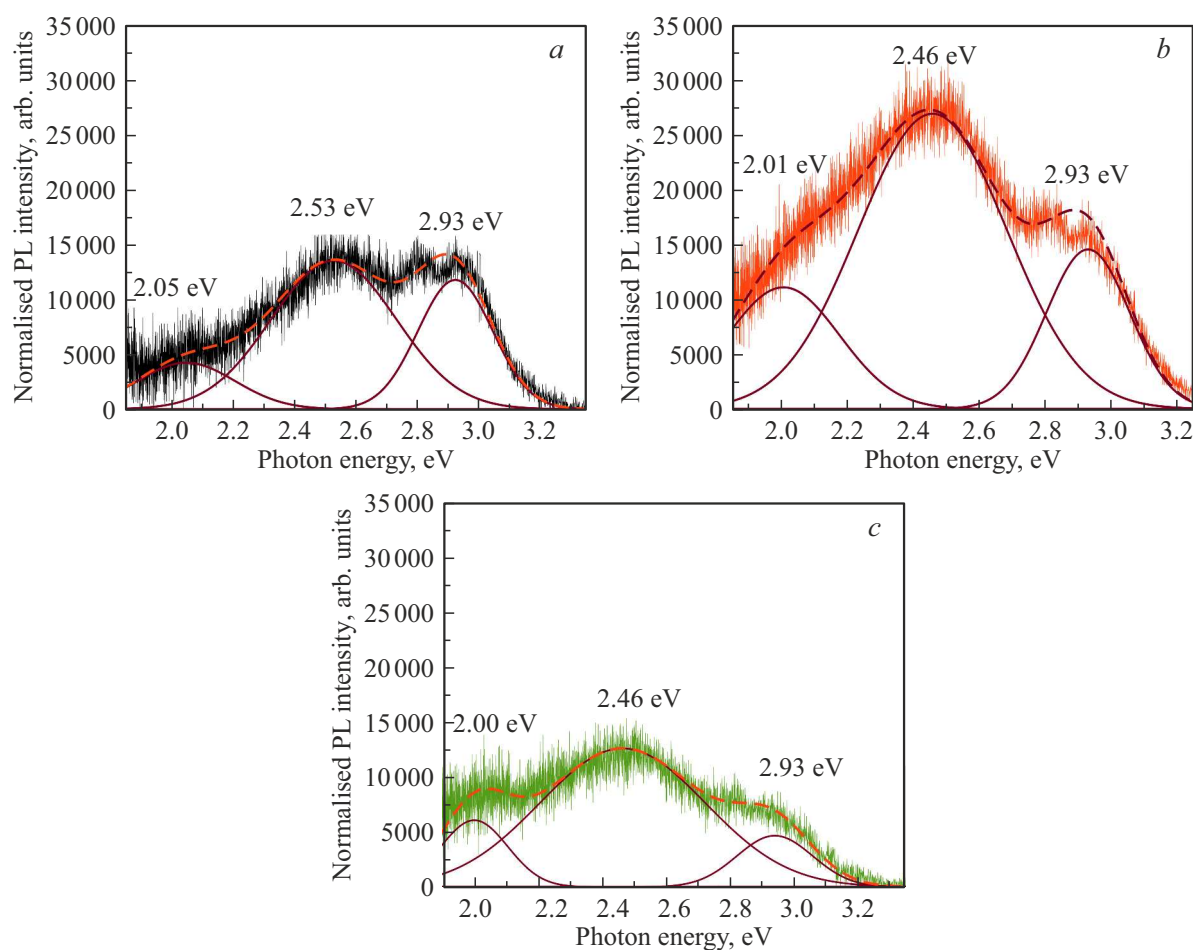 a
Normalised PL intensity, arb. units
35 000
30 000
25 000
20 000
15 000
10 000
5000
0
2.05 eV
2.53 eV
2.93 eV
2.0 2.2 2.4 2.6 2.8 3.0 3.2
Photon energy, eV
b
Normalised PL intensity, arb. units
35 000
30 000
25 000
20 000
15 000
10 000
5000
0
2.01 eV
2.46 eV
2.93 eV
2.0 2.2 2.4 2.6 2.8 3.0 3.2
Photon energy, eV
c
Normalised PL intensity, arb. units
35 000
30 000
25 000
20 000
15 000
10 000
5000
0
2.00 eV
2.46 eV
2.93 eV
2.0 2.2 2.4 2.6 2.8 3.0 3.2
Photon energy, eV